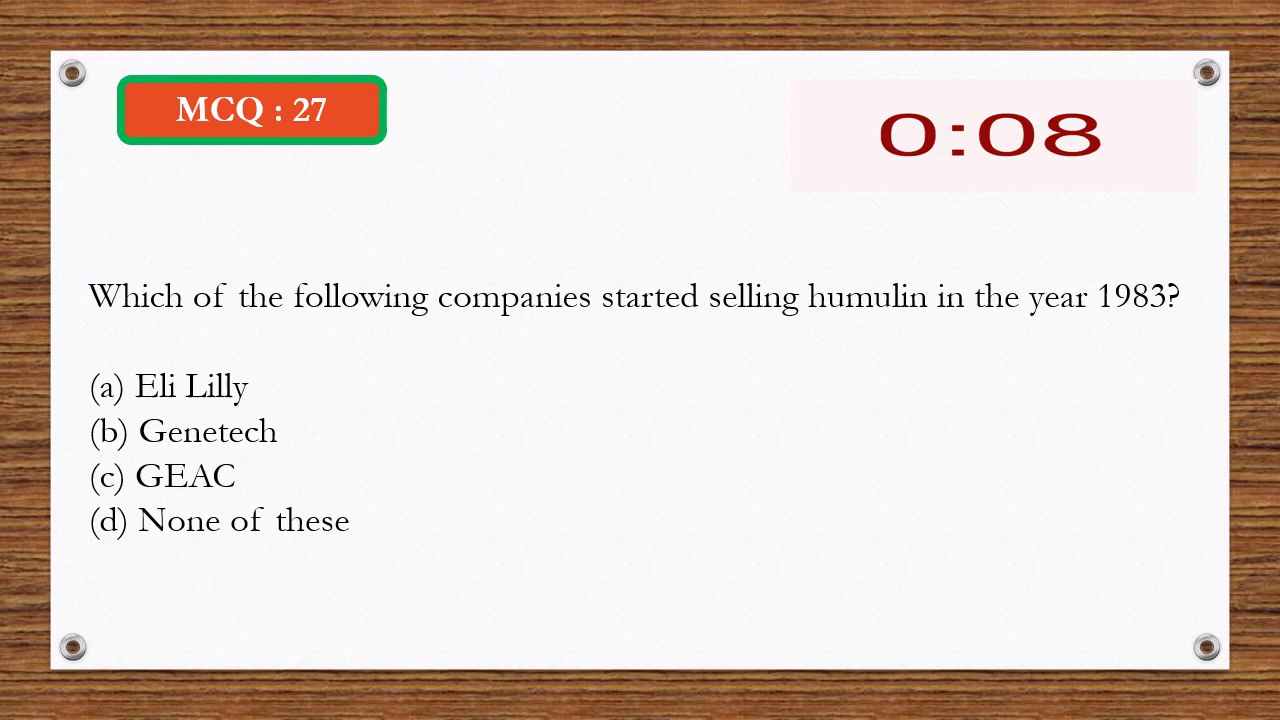 MCQ : 27
0:08
Which of the following companies started selling humulin in the year 1983?
(a) Eli Lilly
(b) Genetech
(c) GEAC
(d) None of these